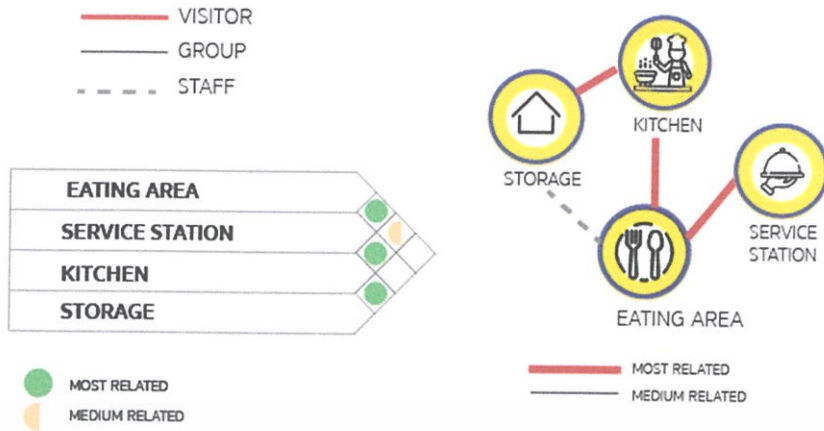 VISITOR
GROUP
STAFF
EATING AREA
SERVICE STATION
KITCHEN
STORAGE
MOST RELATED
MEDIUM RELATED
KITCHEN
STORAGE
SERVICE
STATION
EATING AREA
MOST RELATED
MEDIUM RELATED